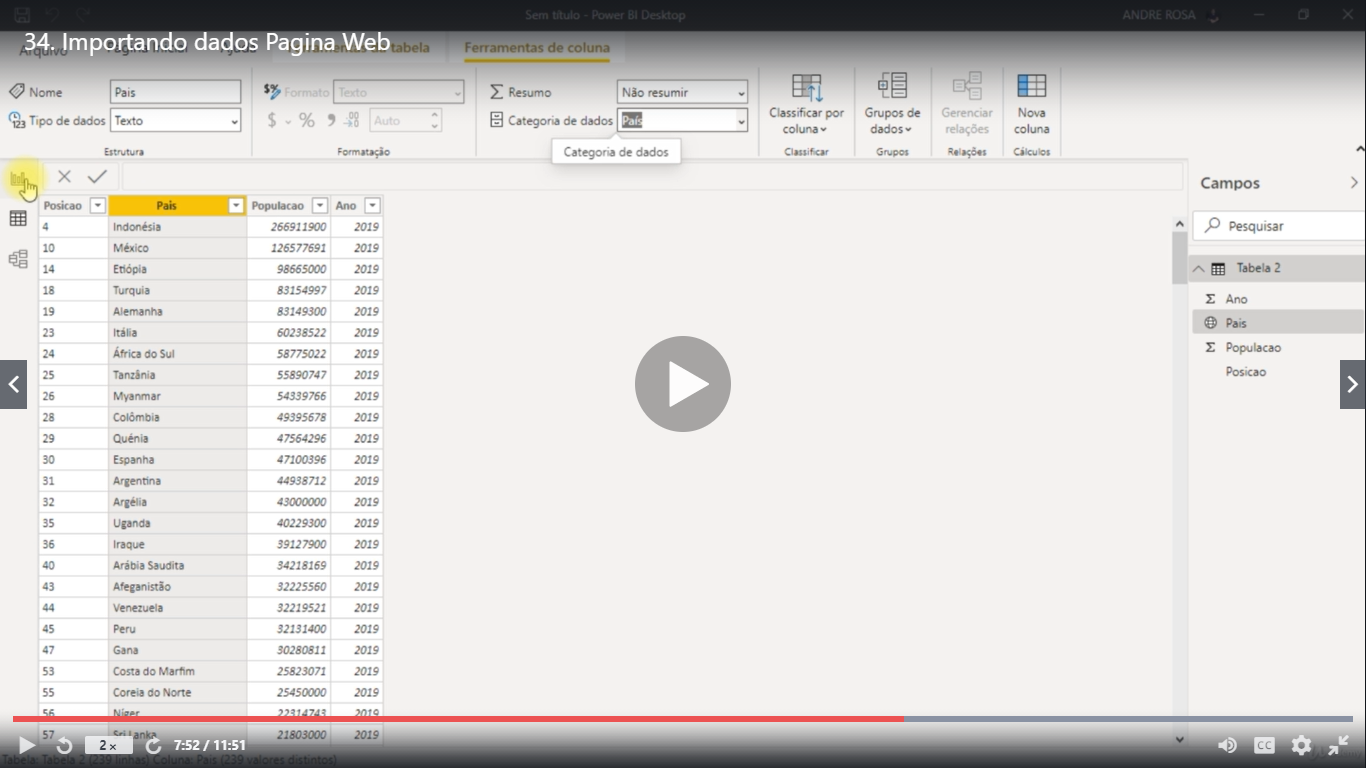 Sem título - Power BI Desktop
ANDRE ROSA
34. Importando dados Pagina Web
Arquivo
tabela
Ferramentas de coluna
Nome
Pais
Formato
Texto
Resumo
Não resumir
Tipo de dados
Texto
$
%
Auto
Categoria de dados
País
Classificar por
coluna
Grupos de
dados
Gerenciar
relações
Nova
coluna
Estrutura
Formatação
Categoria de dados
Classificar
Grupos
Relações
Cálculos
Posicao Pais Populacao Ano
4 Indonésia 266911900 2019
10 México 126577691 2019
14 Etiópia 98665000 2019
18 Turquia 83154997 2019
19 Alemanha 83149300 2019
23 Itália 60238522 2019
24 África do Sul 58775022 2019
25 Tanzânia 55890747 2019
26 Myanmar 54339766 2019
28 Colômbia 49395678 2019
29 Quénia 47564296 2019
30 Espanha 47100396 2019
31 Argentina 44938712 2019
32 Argélia 43000000 2019
35 Uganda 40229300 2019
36 Iraque 39127900 2019
40 Arábia Saudita 34218169 2019
43 Afeganistão 32225560 2019
44 Venezuela 32219521 2019
45 Peru 32131400 2019
47 Gana 30280811 2019
53 Costa do Marfim 25823071 2019
55 Coreia do Norte 25450000 2019
56 Níger 22314743 2019
57 Sri Lanka 21803000 2019
Campos
Pesquisar
Tabela 2
Ano
Pais
Populacao
Posicao
2×
7:52 / 11:51
CC
Tabela: Tabela 2 (239 linhas) Coluna: Pais (239 valores distintos)